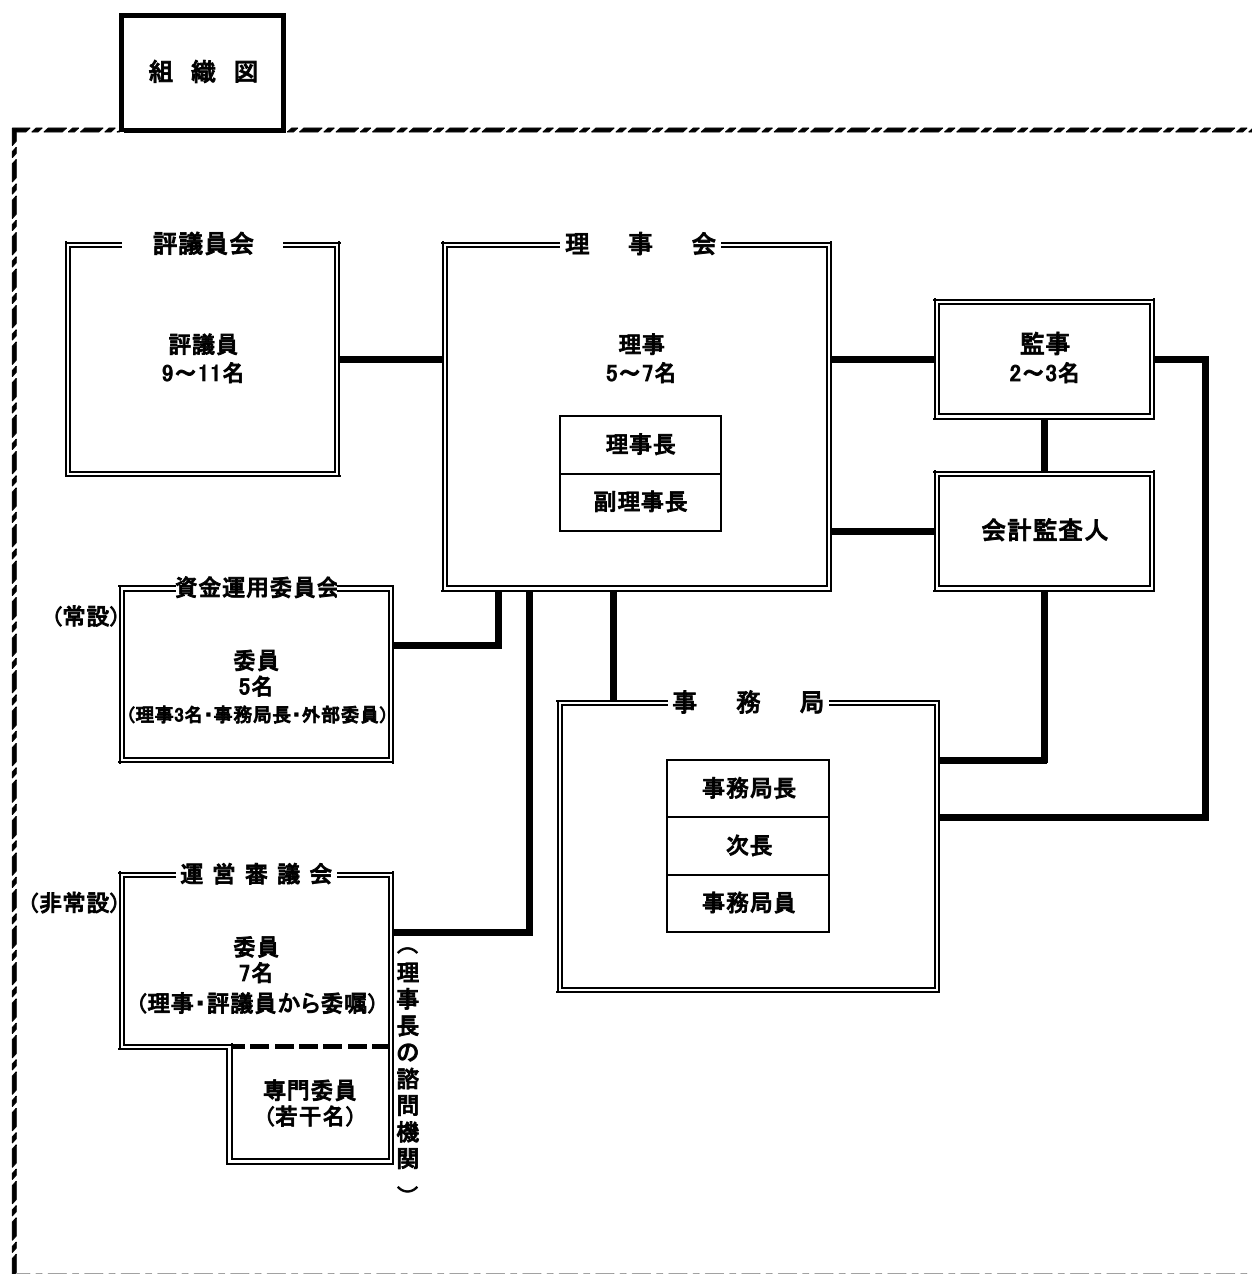 組 織 図
評議員会
評議員
9～11名
理 事 会
理事
5～7名
理事長
副理事長
監事
2～3名
会計監査人
(常設)
資金運用委員会
委員
5名
(理事3名・事務局長・外部委員)
事 務 局
事務局長
次長
事務局員
(非常設)
運 営 審 議 会
委員
7名
(理事・評議員から委嘱)
専門委員
(若干名)
(理事長の諮問機関)